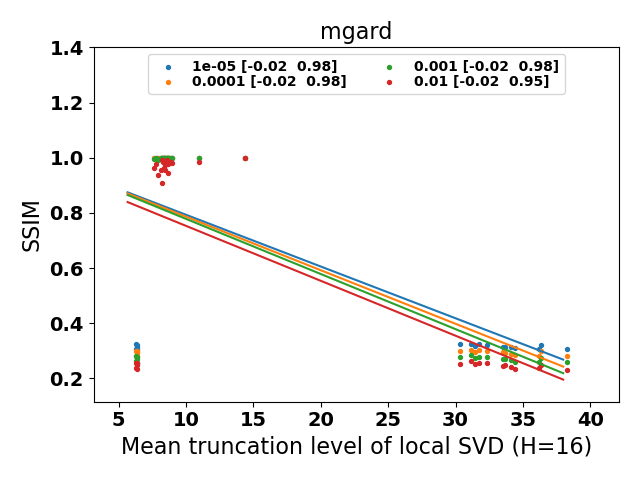 mgard
1e-05 [-0.02  0.98]
0.0001 [-0.02  0.98]
0.001 [-0.02  0.98]
0.01 [-0.02  0.95]
1.4
1.2
1.0
0.8
0.6
0.4
0.2
SSIM
5 10 15 20 25 30 35 40
Mean truncation level of local SVD (H=16)